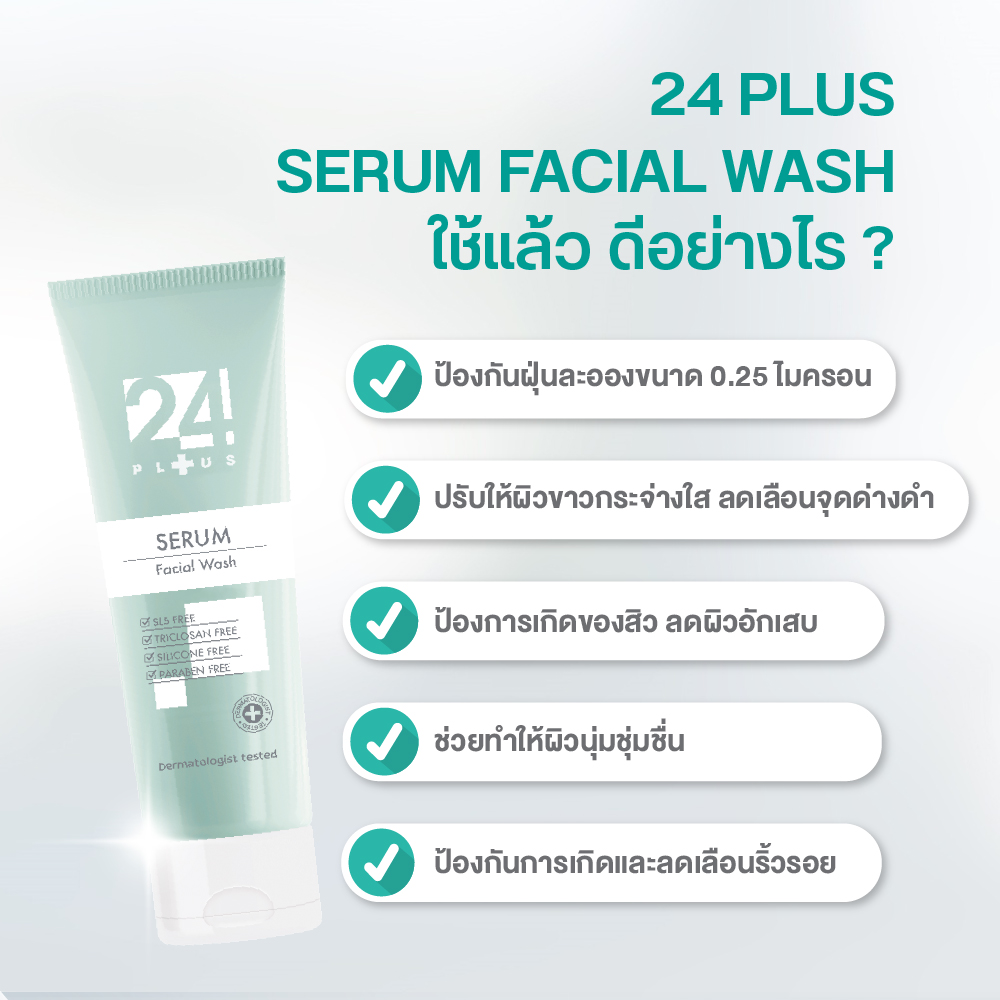 24 PLUS
SERUM FACIAL WASH
ใช้แล้ว ดีอย่างไร ?
24
PLUS
SERUM
Facial Wash
SLS FREE
TRICLOSAN FREE
SILICONE FREE
PARABEN FREE
DERMATOLOGIST TESTED
Dermatologist tested
ป้องกันฝุ่นละอองขนาด 0.25 ไมครอน
ปรับให้ผิวขาวกระจ่างใส ลดเลือนจุดด่างดำ
ป้องการเกิดของสิว ลดผิวอักเสบ
ช่วยทำให้ผิวนุ่มชุ่มชื่น
ป้องกันการเกิดและลดเลือนริ้วรอย